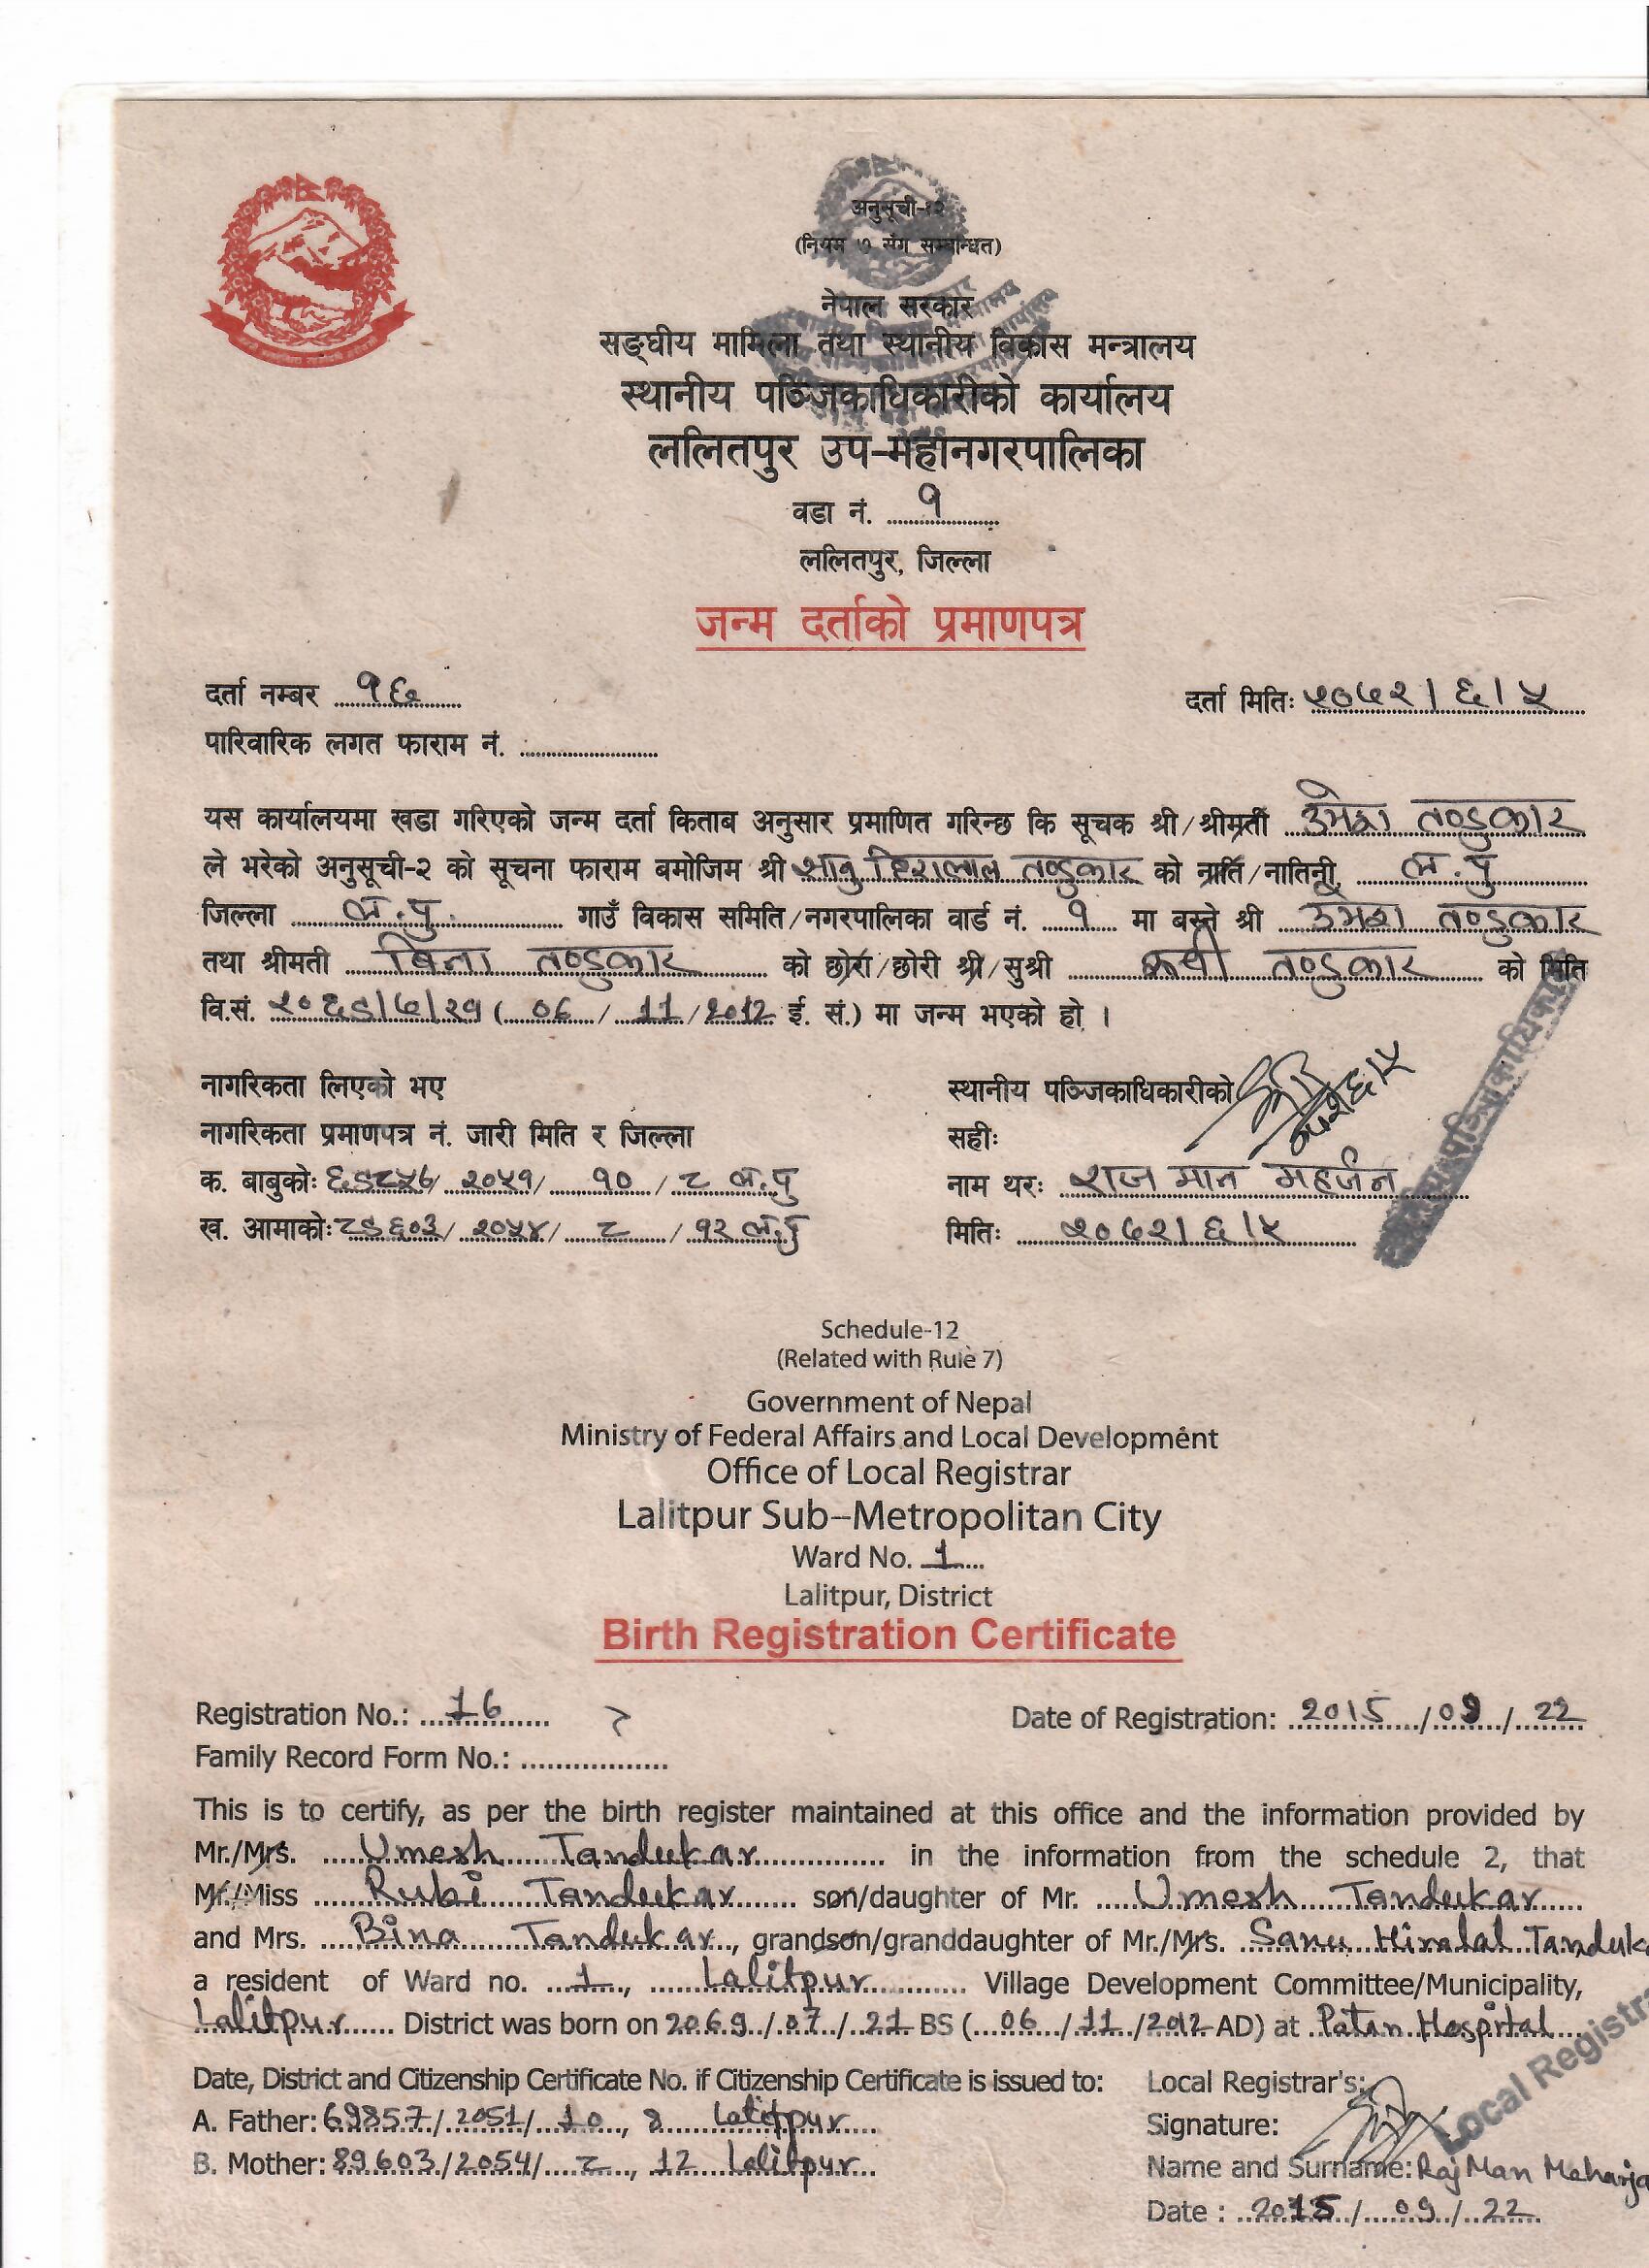 अनुसूची-१२
(नियम ७ संग सम्बन्धित)
नेपाल सरकार
सङ्घीय मामिला तथा स्थानीय विकास मन्त्रालय
स्थानीय पञ्जिकाधिकारीको कार्यालय
ललितपुर उप-महानगरपालिका
वडा नं. १
ललितपुर, जिल्ला
जन्म दर्ताको प्रमाणपत्र
दर्ता नम्बर १६ दर्ता मितिः २०७२।६।५
पारिवारिक लगत फाराम नं.
यस कार्यालयमा खडा गरिएको जन्म दर्ता किताब अनुसार प्रमाणित गरिन्छ कि सूचक श्री/श्रीमती उमेश तण्डुकार
ले भरेको अनुसूची-२ को सूचना फाराम बमोजिम श्री सानु हिरालाल तण्डुकार को नाति/नातिनी, ल.पु
जिल्ला ल.पु. गाउँ विकास समिति/नगरपालिका वार्ड नं. १ मा बस्ने श्री उमेश तण्डुकार
तथा श्रीमती बिना तण्डुकार को छोरा/छोरी श्री/सुश्री रूबी तण्डुकार को मिति
वि.सं. २०६९/७/२१ ( 06 / 11 / 2012 ई. सं.) मा जन्म भएको हो ।
नागरिकता लिएको भए स्थानीय पञ्जिकाधिकारीको
नागरिकता प्रमाणपत्र नं. जारी मिति र जिल्ला सहीः
क. बाबुकोः ६९८५७/ २०५१/ १० / ८ ल.पु नाम थरः राज मान महर्जन
ख. आमाकोः ८९६०३/ २०५४/ ८ / १२ ल.पु मितिः २०७२।६।५
Schedule-12
(Related with Rule 7)
Government of Nepal
Ministry of Federal Affairs and Local Development
Office of Local Registrar
Lalitpur Sub-Metropolitan City
Ward No. 1
Lalitpur, District
Birth Registration Certificate
Registration No.: 16 Date of Registration: 2015/09/22
Family Record Form No.:
This is to certify, as per the birth register maintained at this office and the information provided by
Mr./Mrs. Umesh Tandukar in the information from the schedule 2, that
Mr./Miss Rubi Tandukar son/daughter of Mr. Umesh Tandukar
and Mrs. Bina Tandukar, grandson/granddaughter of Mr./Mrs. Sanu Hiralal Tanduk
a resident of Ward no. 1, Lalitpur Village Development Committee/Municipality,
Lalitpur District was born on 2069/07/21 BS (06/11/2012 AD) at Patan Hospital
Date, District and Citizenship Certificate No. if Citizenship Certificate is issued to: Local Registrar's:
A. Father: 69857/2051/10, 8 Lalitpur Signature:
B. Mother: 89603/2054/८, 12 Lalitpur Name and Surname: Raj Man Maharja
Date : 2015/09/22
Local Registra